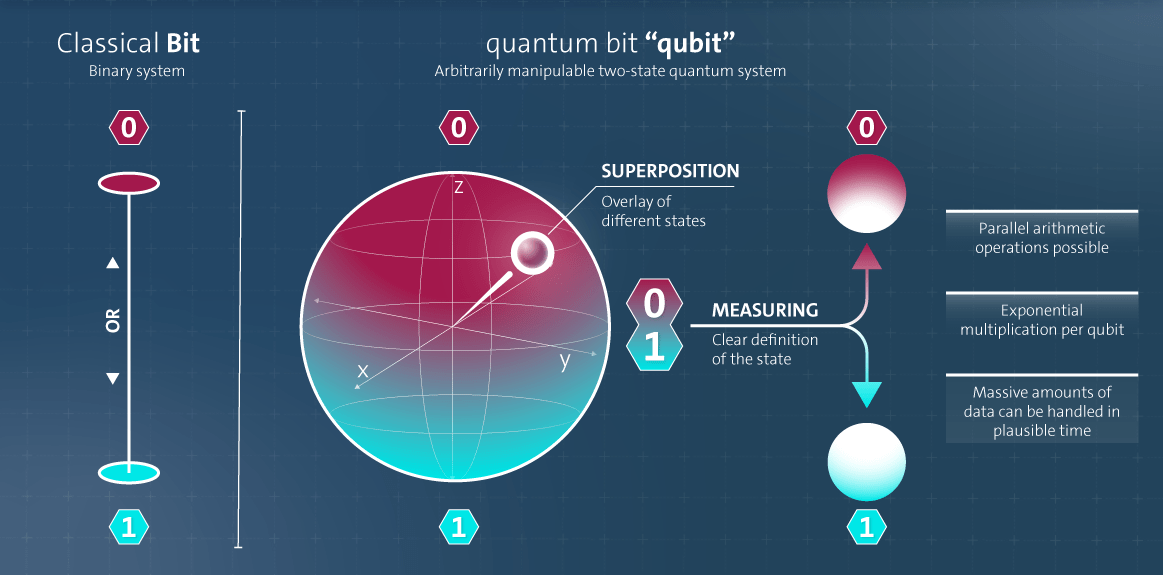 Classical Bit
Binary system
0
OR
1
quantum bit “qubit”
Arbitrarily manipulable two-state quantum system
0
z
x
y
1
SUPERPOSITION
Overlay of
different states
0
1
MEASURING
Clear definition
of the state
0
1
Parallel arithmetic
operations possible
Exponential
multiplication per qubit
Massive amounts of
data can be handled in
plausible time